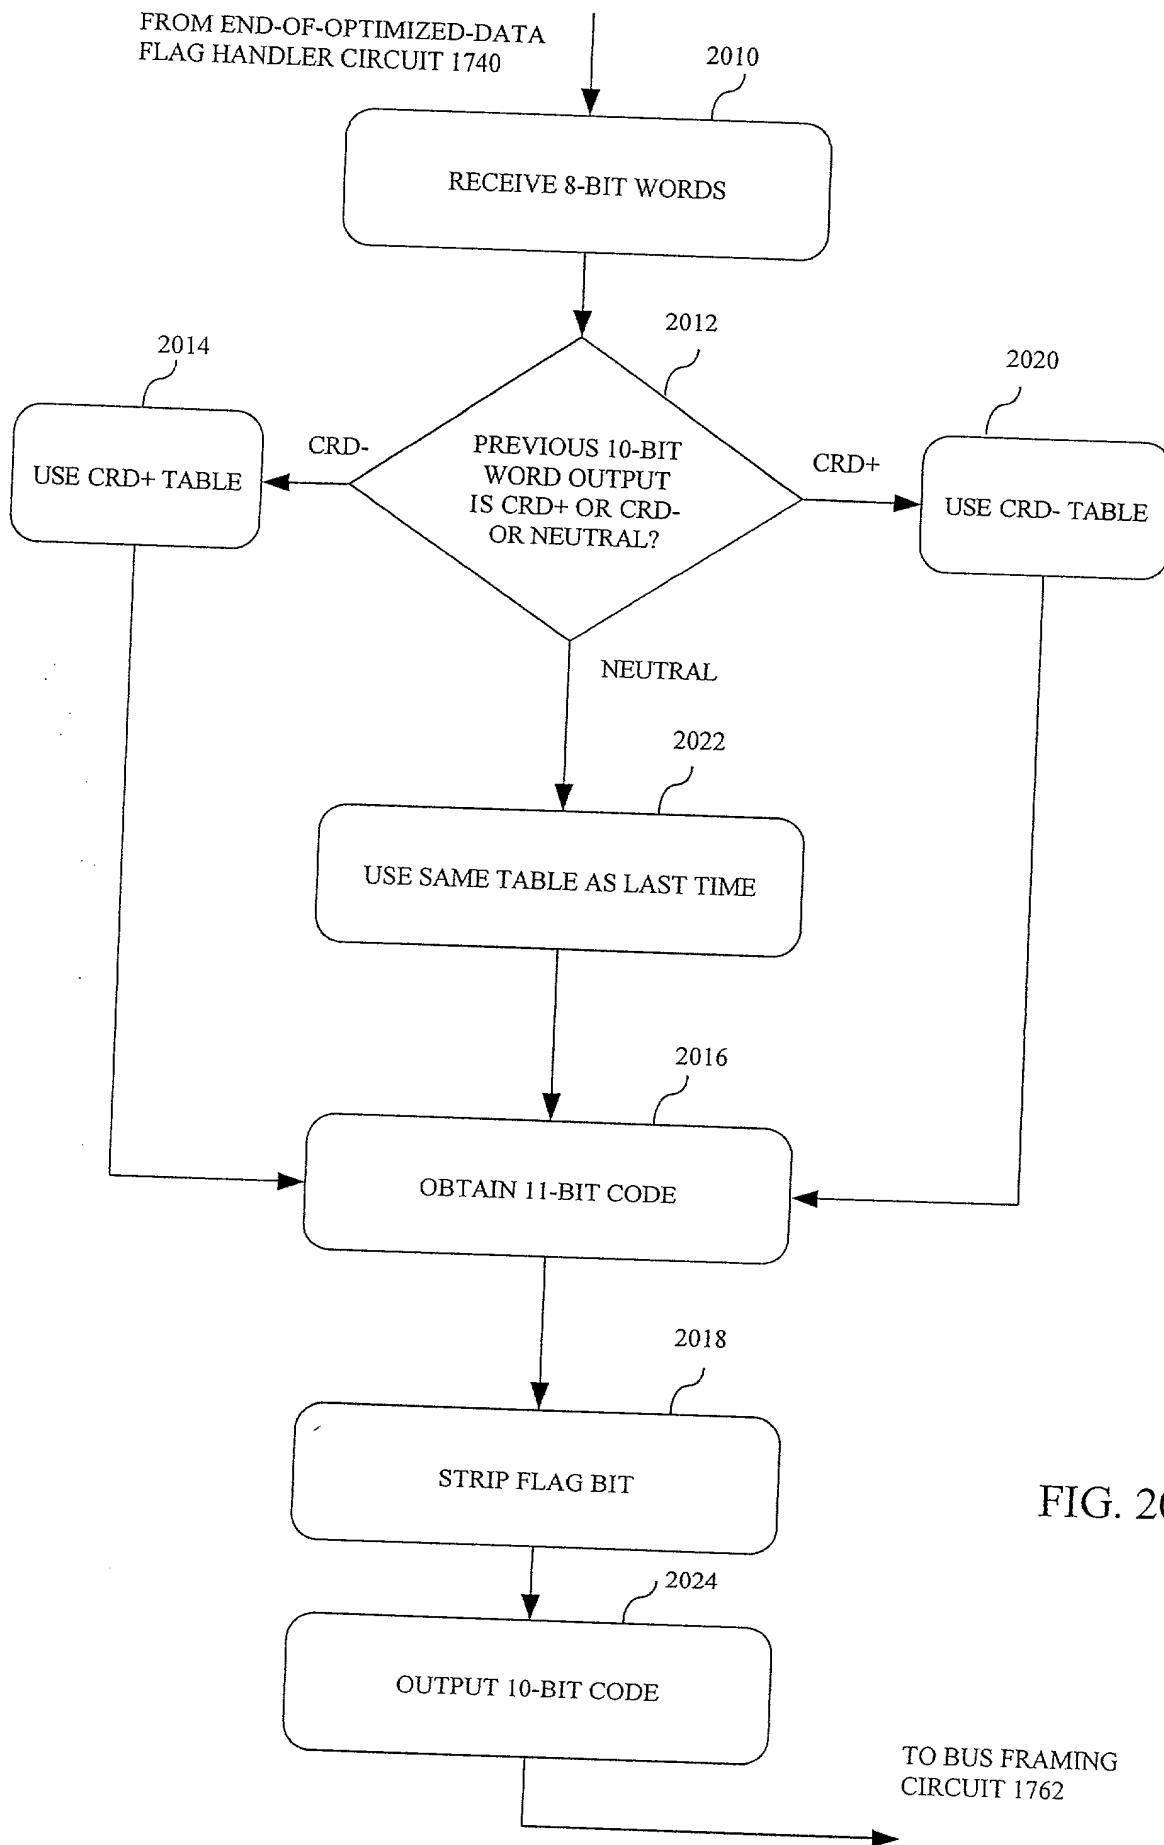 FROM END-OF-OPTIMIZED-DATA
FLAG HANDLER CIRCUIT 1740
2010
RECEIVE 8-BIT WORDS
2012
2014
2020
CRD-
PREVIOUS 10-BIT
WORD OUTPUT
IS CRD+ OR CRD-
OR NEUTRAL?
CRD+
USE CRD+ TABLE
USE CRD- TABLE
NEUTRAL
2022
USE SAME TABLE AS LAST TIME
2016
OBTAIN 11-BIT CODE
2018
STRIP FLAG BIT
FIG. 20
2024
OUTPUT 10-BIT CODE
TO BUS FRAMING
CIRCUIT 1762